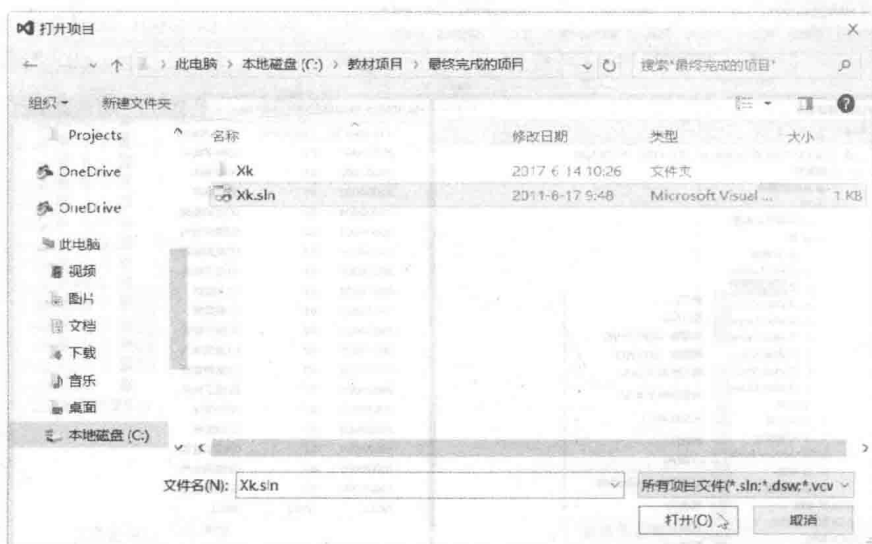 打开项目
此电脑 › 本地磁盘 (C:) › 教材项目 › 最终完成的项目
搜索"最终完成的项目"
组织 新建文件夹
名称 修改日期 类型 大小
Projects
OneDrive
OneDrive
此电脑
视频
图片
文档
下载
音乐
桌面
本地磁盘 (C:)
Xk 2017-6-14 10:26 文件夹
Xk.sln 2011-8-17 9:48 Microsoft Visual ... 1 KB
文件名(N): Xk.sln 所有项目文件(*.sln;*.dsw;*.vcv
打开(O) 取消